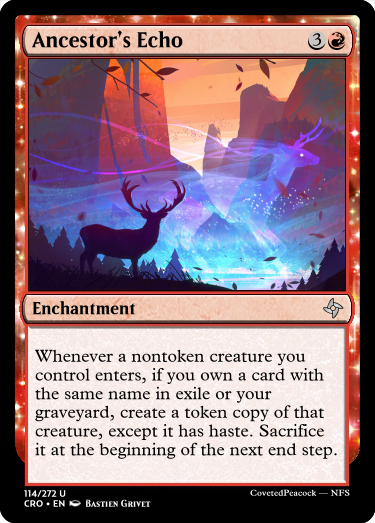 Ancestor's Echo 3
Enchantment
Whenever a nontoken creature you
control enters, if you own a card with
the same name in exile or your
graveyard, create a token copy of that
creature, except it has haste. Sacrifice
it at the beginning of the next end step.
114/272 U
CRO • EN Bastien Grivet CovetedPeacock — NFS